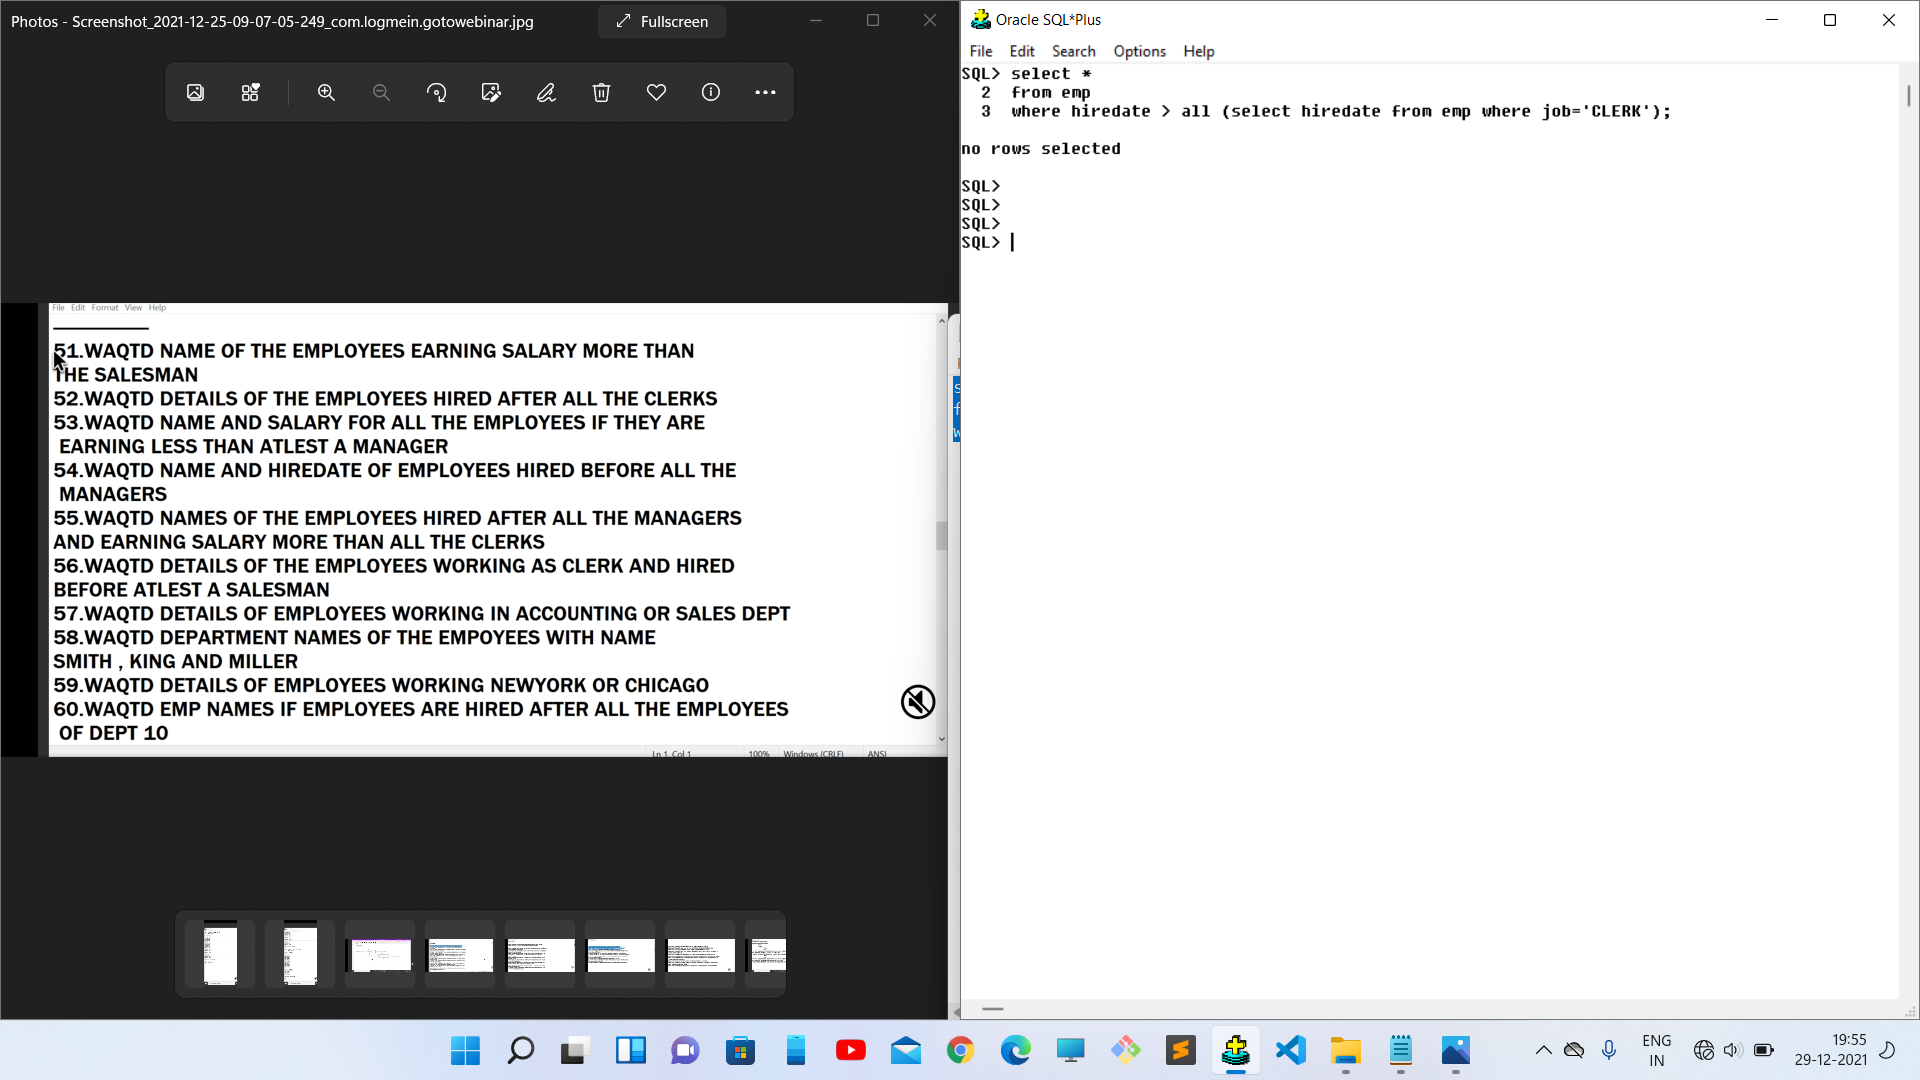 Photos - Screenshot_2021-12-25-09-07-05-249_com.logmein.gotowebinar.jpg
Fullscreen
File Edit Format View Help
51.WAQTD NAME OF THE EMPLOYEES EARNING SALARY MORE THAN
THE SALESMAN
52.WAQTD DETAILS OF THE EMPLOYEES HIRED AFTER ALL THE CLERKS
53.WAQTD NAME AND SALARY FOR ALL THE EMPLOYEES IF THEY ARE
EARNING LESS THAN ATLEST A MANAGER
54.WAQTD NAME AND HIREDATE OF EMPLOYEES HIRED BEFORE ALL THE
MANAGERS
55.WAQTD NAMES OF THE EMPLOYEES HIRED AFTER ALL THE MANAGERS
AND EARNING SALARY MORE THAN ALL THE CLERKS
56.WAQTD DETAILS OF THE EMPLOYEES WORKING AS CLERK AND HIRED
BEFORE ATLEST A SALESMAN
57.WAQTD DETAILS OF EMPLOYEES WORKING IN ACCOUNTING OR SALES DEPT
58.WAQTD DEPARTMENT NAMES OF THE EMPOYEES WITH NAME
SMITH , KING AND MILLER
59.WAQTD DETAILS OF EMPLOYEES WORKING NEWYORK OR CHICAGO
60.WAQTD EMP NAMES IF EMPLOYEES ARE HIRED AFTER ALL THE EMPLOYEES
OF DEPT 10
Ln 1, Col 1 100% Windows (CRLF) ANSI
Oracle SQL*Plus
File Edit Search Options Help
SQL> select *
2 from emp
3 where hiredate > all (select hiredate from emp where job='CLERK');
no rows selected
SQL>
SQL>
SQL>
SQL>
ENG
IN
19:55
29-12-2021